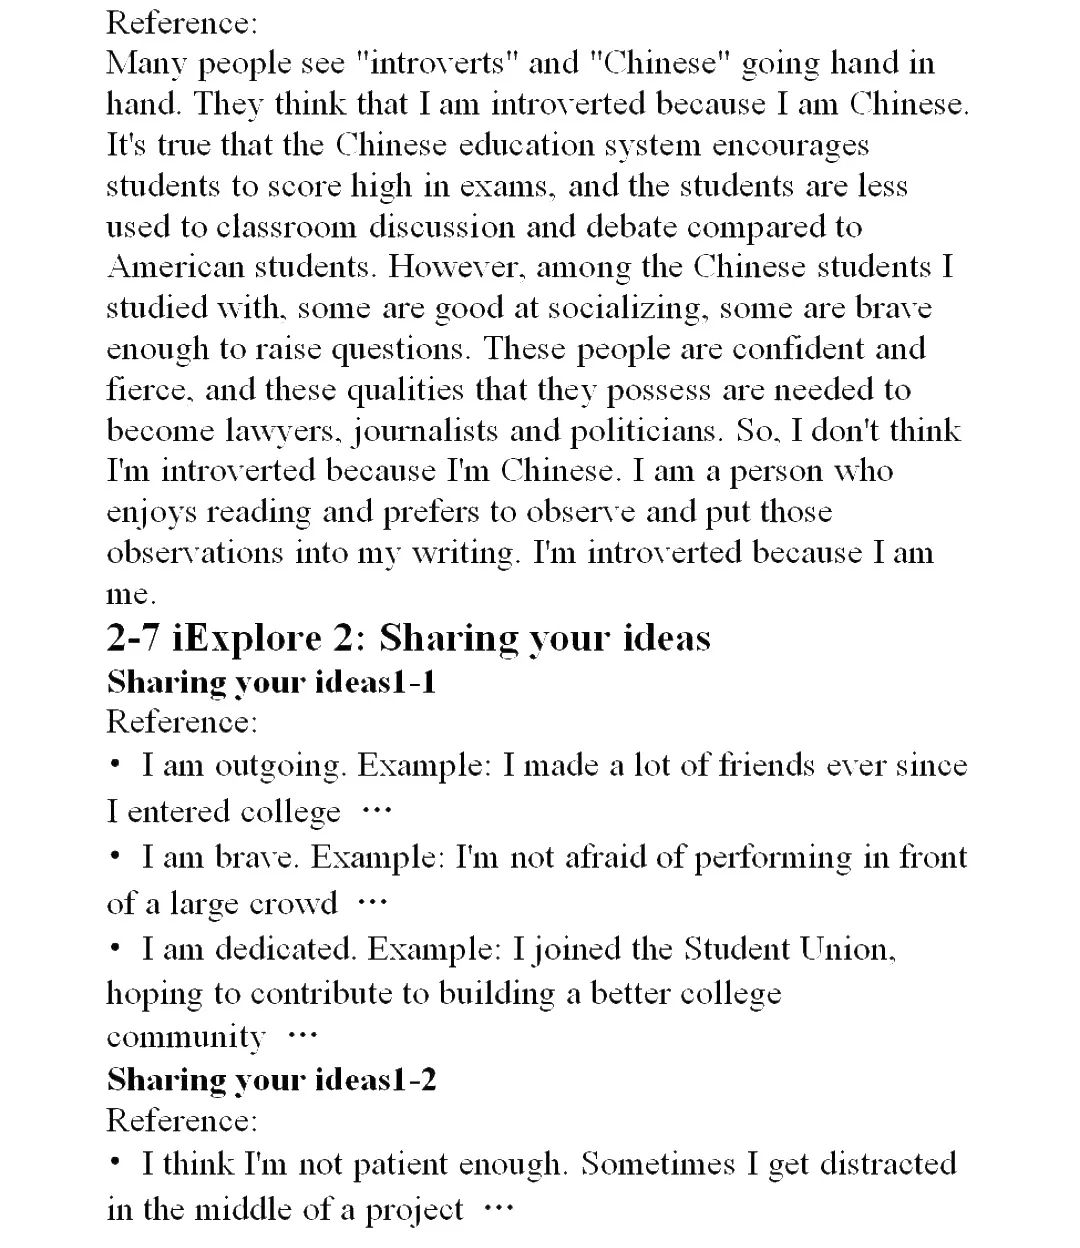 Reference:
Many people see "introverts" and "Chinese" going hand in
hand. They think that I am introverted because I am Chinese.
It's true that the Chinese education system encourages
students to score high in exams, and the students are less
used to classroom discussion and debate compared to
American students. However, among the Chinese students I
studied with, some are good at socializing, some are brave
enough to raise questions. These people are confident and
fierce, and these qualities that they possess are needed to
become lawyers, journalists and politicians. So, I don't think
I'm introverted because I'm Chinese. I am a person who
enjoys reading and prefers to observe and put those
observations into my writing. I'm introverted because I am
me.
2-7 iExplore 2: Sharing your ideas
Sharing your ideas1-1
Reference:
• I am outgoing. Example: I made a lot of friends ever since
I entered college …
• I am brave. Example: I'm not afraid of performing in front
of a large crowd …
• I am dedicated. Example: I joined the Student Union,
hoping to contribute to building a better college
community …
Sharing your ideas1-2
Reference:
• I think I'm not patient enough. Sometimes I get distracted
in the middle of a project …